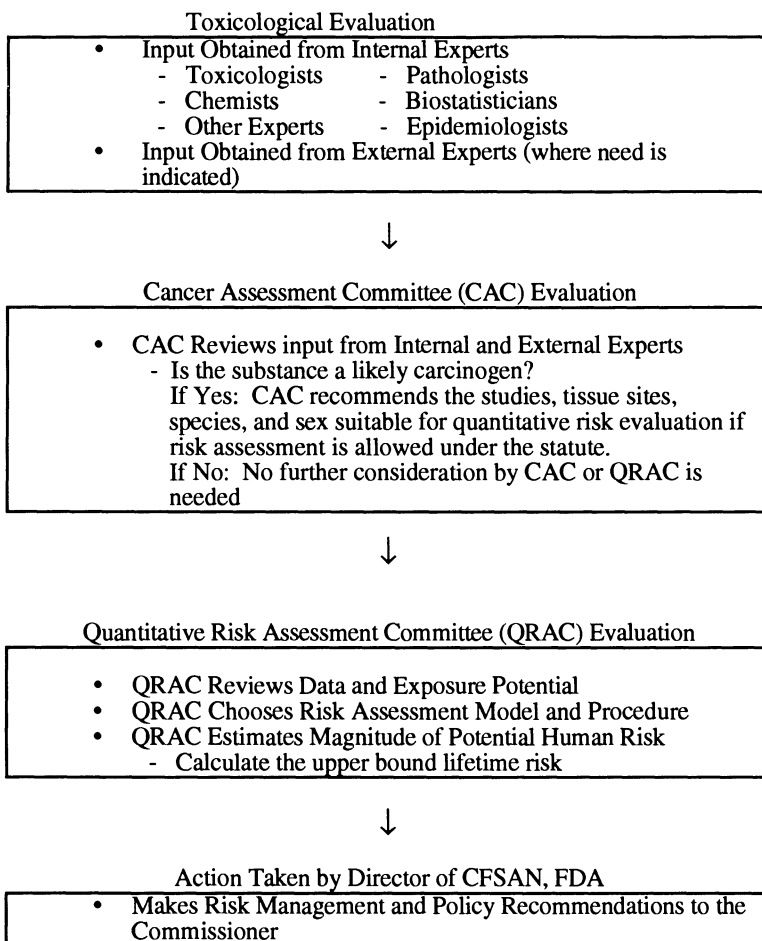 Toxicological Evaluation
• Input Obtained from Internal Experts
- Toxicologists - Pathologists
- Chemists - Biostatisticians
- Other Experts - Epidemiologists
• Input Obtained from External Experts (where need is
indicated)
↓
Cancer Assessment Committee (CAC) Evaluation
• CAC Reviews input from Internal and External Experts
- Is the substance a likely carcinogen?
If Yes: CAC recommends the studies, tissue sites,
species, and sex suitable for quantitative risk evaluation if
risk assessment is allowed under the statute.
If No: No further consideration by CAC or QRAC is
needed
↓
Quantitative Risk Assessment Committee (QRAC) Evaluation
• QRAC Reviews Data and Exposure Potential
• QRAC Chooses Risk Assessment Model and Procedure
• QRAC Estimates Magnitude of Potential Human Risk
- Calculate the upper bound lifetime risk
↓
Action Taken by Director of CFSAN, FDA
• Makes Risk Management and Policy Recommendations to the
Commissioner